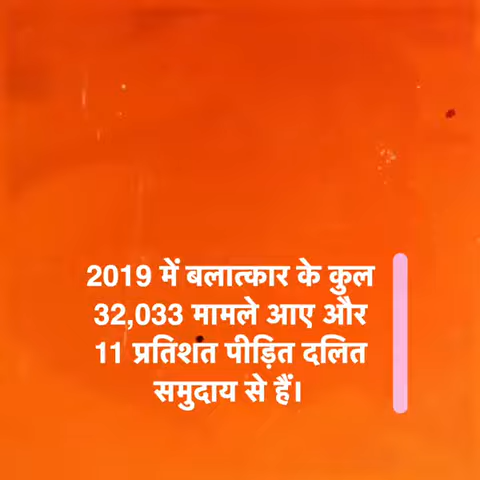 2019 में बलात्कार के कुल
32,033 मामले आए और
11 प्रतिशत पीड़ित दलित
समुदाय से हैं।